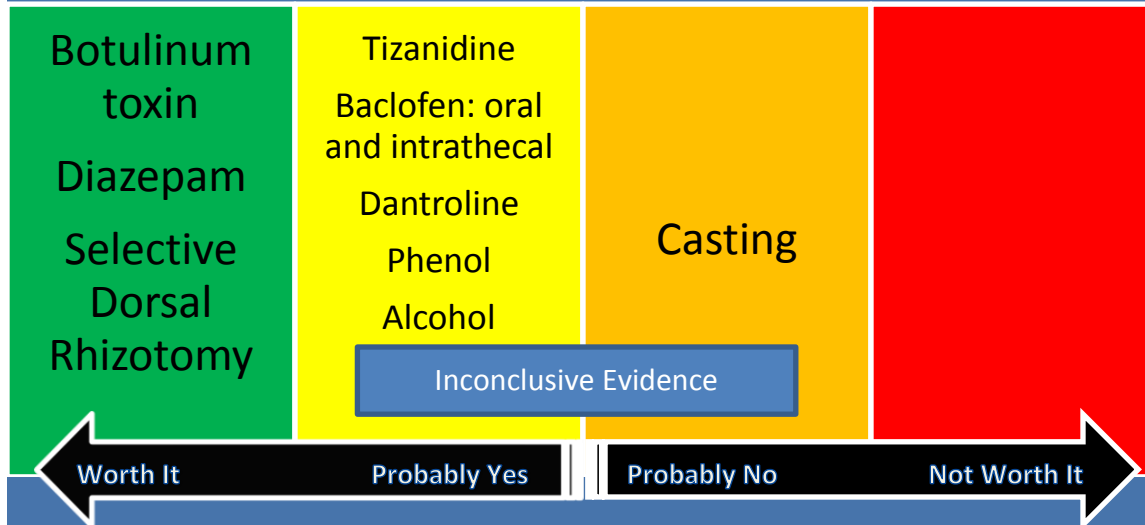 Botulinum
toxin
Diazepam
Selective
Dorsal
Rhizotomy
Tizanidine
Baclofen: oral
and intrathecal
Dantroline
Phenol
Alcohol
Casting
Inconclusive Evidence
Worth It
Probably Yes
Probably No
Not Worth It